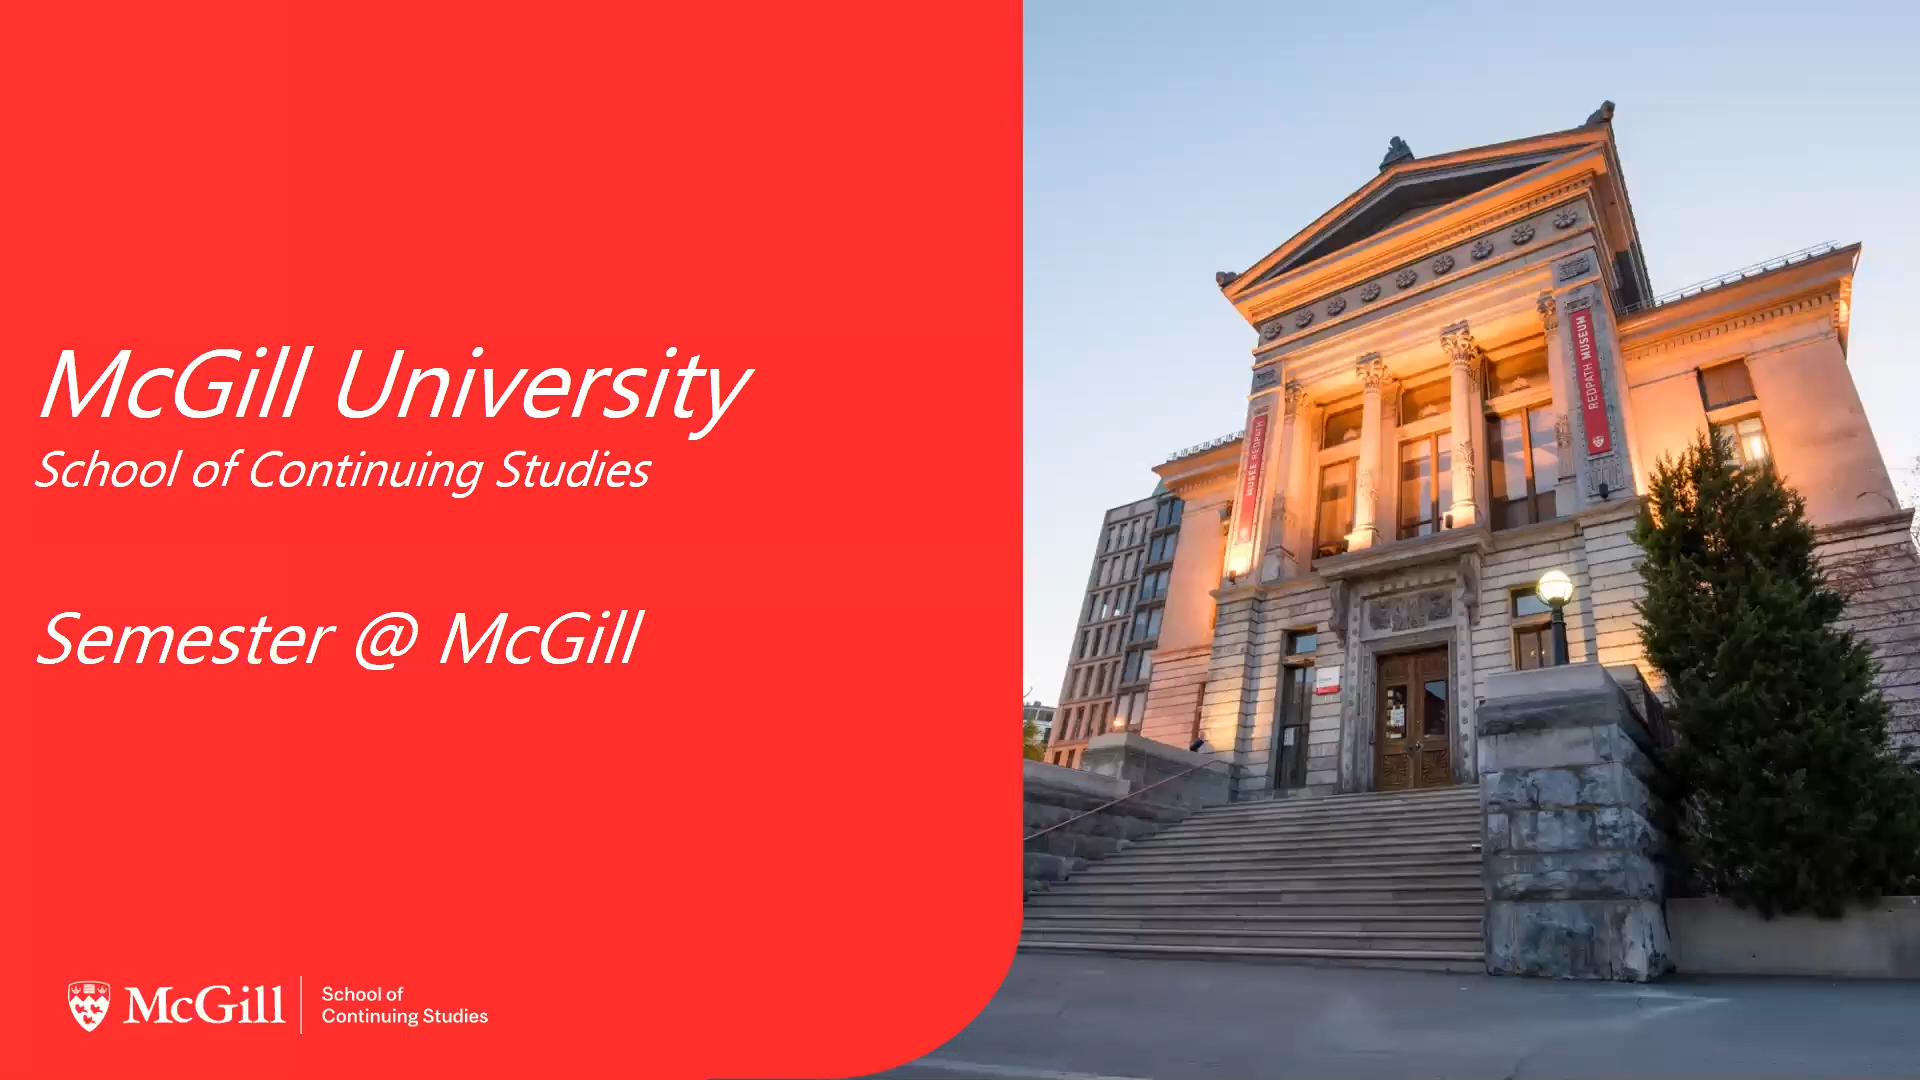 McGill University
School of Continuing Studies
Semester @ McGill
McGill
School of
Continuing Studies
MUSÉE REDPATH
REDPATH MUSEUM